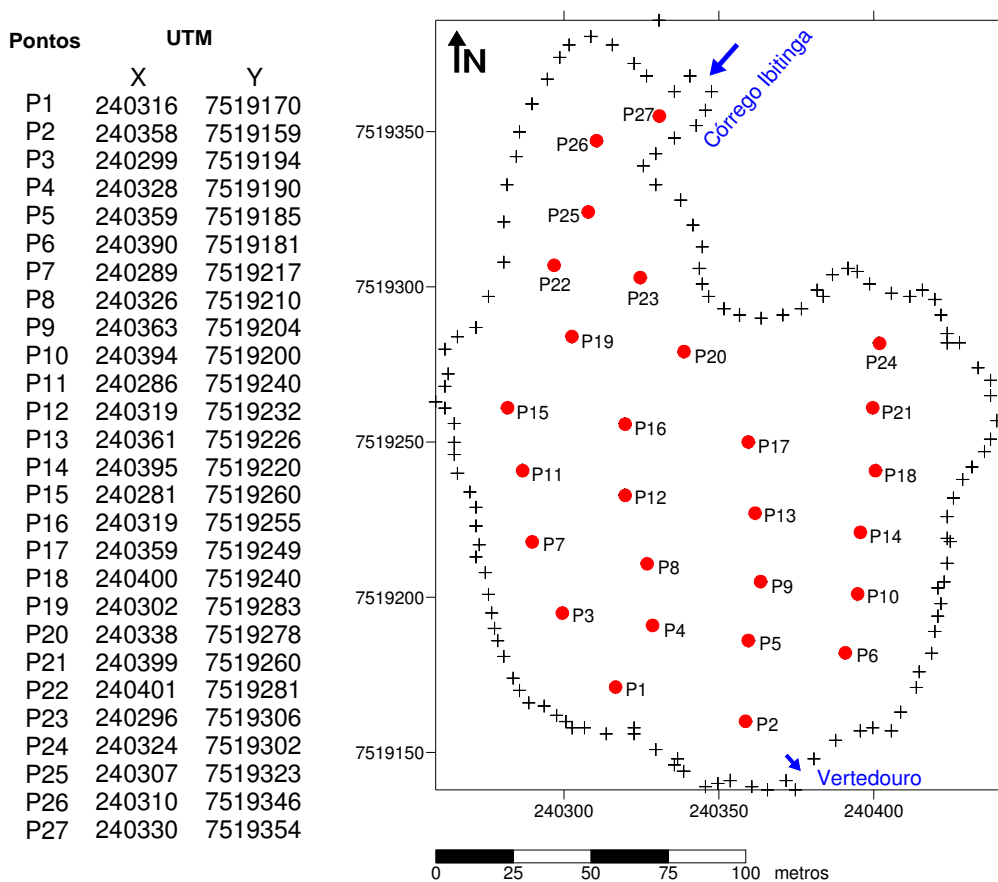 Pontos UTM
X Y
P1 240316 7519170
P2 240358 7519159
P3 240299 7519194
P4 240328 7519190
P5 240359 7519185
P6 240390 7519181
P7 240289 7519217
P8 240326 7519210
P9 240363 7519204
P10 240394 7519200
P11 240286 7519240
P12 240319 7519232
P13 240361 7519226
P14 240395 7519220
P15 240281 7519260
P16 240319 7519255
P17 240359 7519249
P18 240400 7519240
P19 240302 7519283
P20 240338 7519278
P21 240399 7519260
P22 240401 7519281
P23 240296 7519306
P24 240324 7519302
P25 240307 7519323
P26 240310 7519346
P27 240330 7519354
N
Córrego Ibitinga
P27
7519350
P26
P25
P22
P23
7519300
P19
P20
P24
P15
P21
P16
P17
7519250
P11
P18
P12
P13
P14
P7
P8
P9
P10
7519200
P3
P4
P5
P6
P1
P2
7519150
Vertedouro
240300 240350 240400
0 25 50 75 100 metros